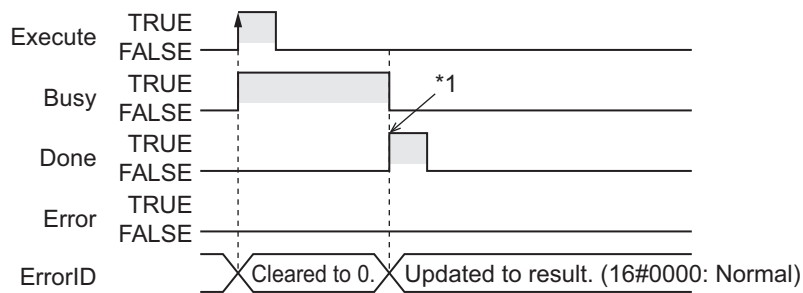 Execute TRUE
FALSE
Busy TRUE
FALSE
*1
Done TRUE
FALSE
Error TRUE
FALSE
ErrorID Cleared to 0. Updated to result. (16#0000: Normal)